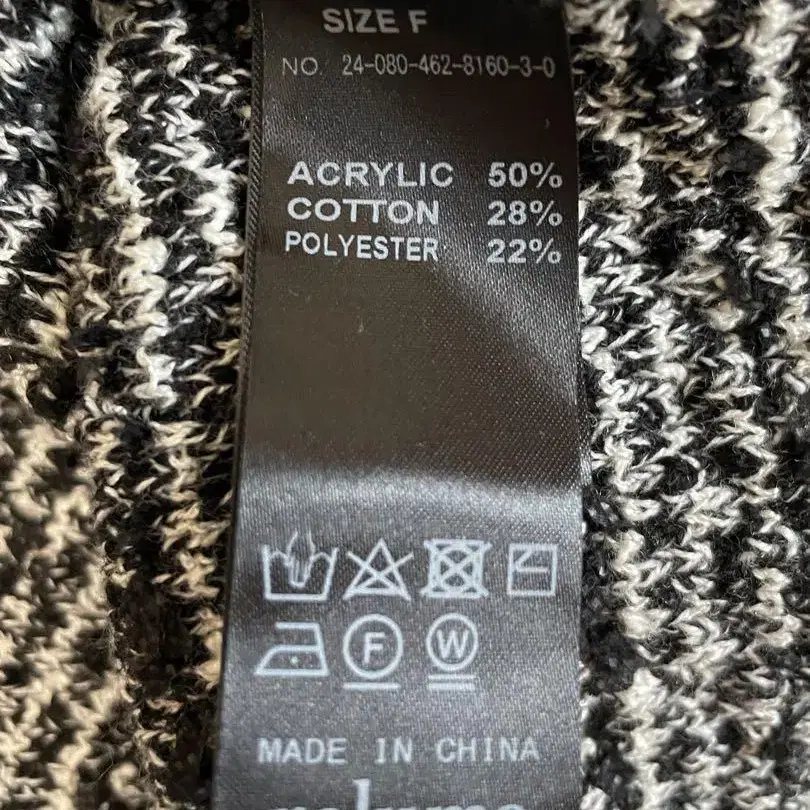 SIZE F
NO. 24-080-462-8160-3-0
ACRYLIC 50%
COTTON 28%
POLYESTER 22%
F W
MADE IN CHINA